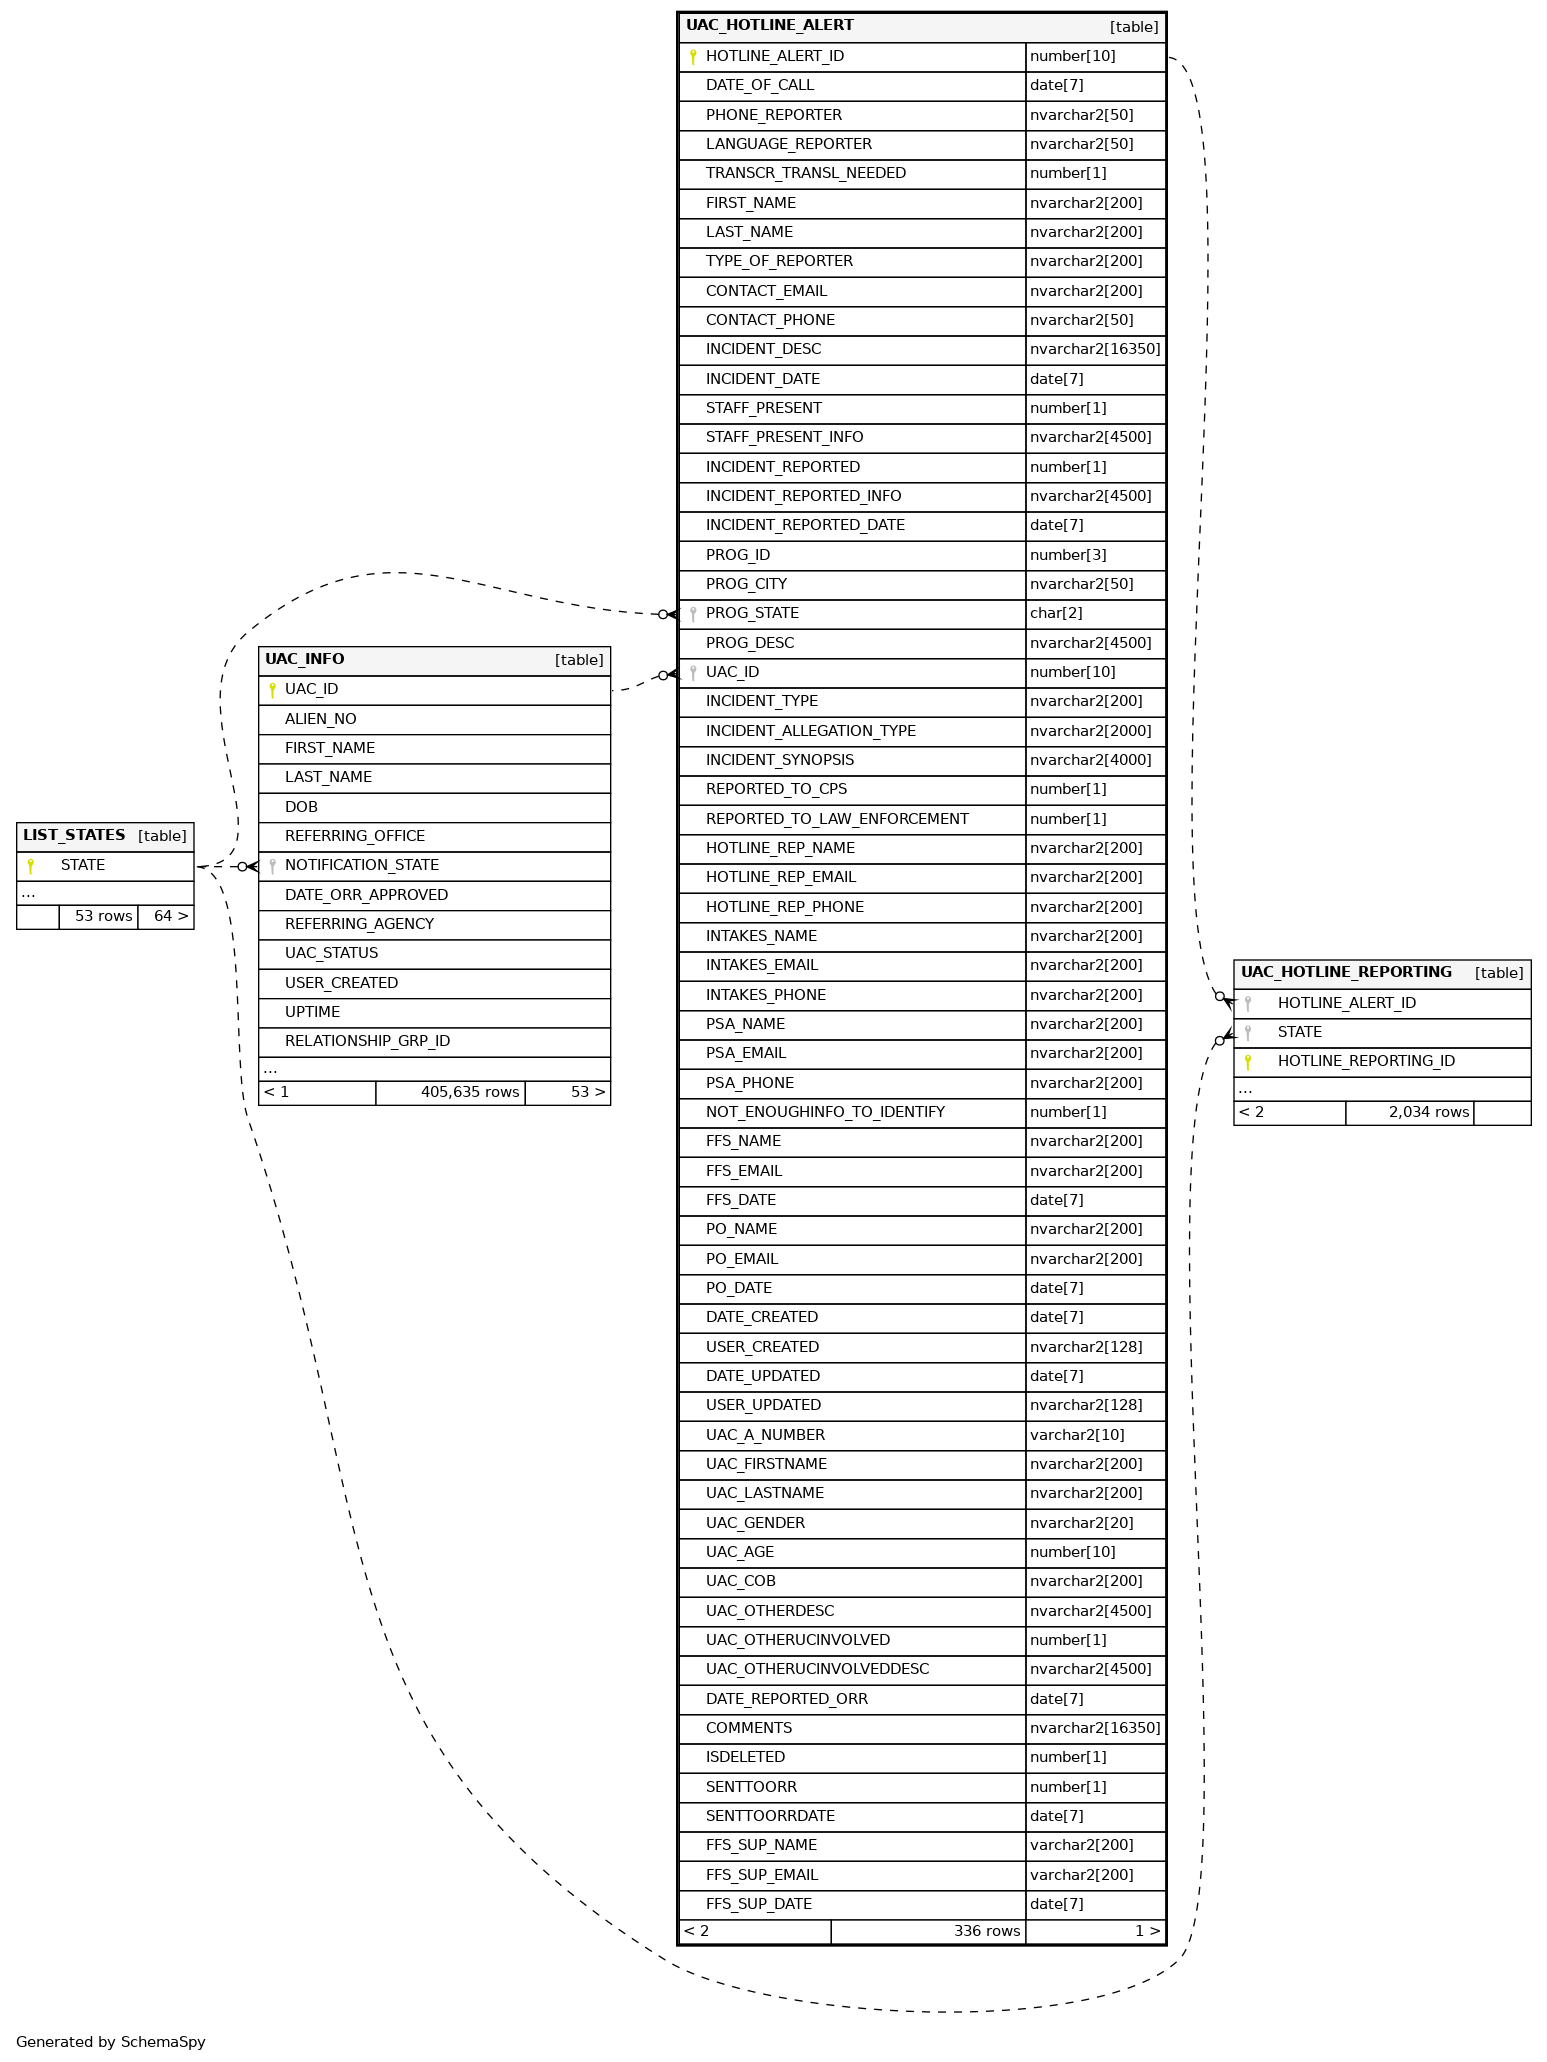 UAC_HOTLINE_ALERT [table]
HOTLINE_ALERT_ID number[10]
DATE_OF_CALL date[7]
PHONE_REPORTER nvarchar2[50]
LANGUAGE_REPORTER nvarchar2[50]
TRANSCR_TRANSL_NEEDED number[1]
FIRST_NAME nvarchar2[200]
LAST_NAME nvarchar2[200]
TYPE_OF_REPORTER nvarchar2[200]
CONTACT_EMAIL nvarchar2[200]
CONTACT_PHONE nvarchar2[50]
INCIDENT_DESC nvarchar2[16350]
INCIDENT_DATE date[7]
STAFF_PRESENT number[1]
STAFF_PRESENT_INFO nvarchar2[4500]
INCIDENT_REPORTED number[1]
INCIDENT_REPORTED_INFO nvarchar2[4500]
INCIDENT_REPORTED_DATE date[7]
PROG_ID number[3]
PROG_CITY nvarchar2[50]
PROG_STATE char[2]
PROG_DESC nvarchar2[4500]
UAC_ID number[10]
INCIDENT_TYPE nvarchar2[200]
INCIDENT_ALLEGATION_TYPE nvarchar2[2000]
INCIDENT_SYNOPSIS nvarchar2[4000]
REPORTED_TO_CPS number[1]
REPORTED_TO_LAW_ENFORCEMENT number[1]
HOTLINE_REP_NAME nvarchar2[200]
HOTLINE_REP_EMAIL nvarchar2[200]
HOTLINE_REP_PHONE nvarchar2[200]
INTAKES_NAME nvarchar2[200]
INTAKES_EMAIL nvarchar2[200]
INTAKES_PHONE nvarchar2[200]
PSA_NAME nvarchar2[200]
PSA_EMAIL nvarchar2[200]
PSA_PHONE nvarchar2[200]
NOT_ENOUGHINFO_TO_IDENTIFY number[1]
FFS_NAME nvarchar2[200]
FFS_EMAIL nvarchar2[200]
FFS_DATE date[7]
PO_NAME nvarchar2[200]
PO_EMAIL nvarchar2[200]
PO_DATE date[7]
DATE_CREATED date[7]
USER_CREATED nvarchar2[128]
DATE_UPDATED date[7]
USER_UPDATED nvarchar2[128]
UAC_A_NUMBER varchar2[10]
UAC_FIRSTNAME nvarchar2[200]
UAC_LASTNAME nvarchar2[200]
UAC_GENDER nvarchar2[20]
UAC_AGE number[10]
UAC_COB nvarchar2[200]
UAC_OTHERDESC nvarchar2[4500]
UAC_OTHERUCINVOLVED number[1]
UAC_OTHERUCINVOLVEDDESC nvarchar2[4500]
DATE_REPORTED_ORR date[7]
COMMENTS nvarchar2[16350]
ISDELETED number[1]
SENTTOORR number[1]
SENTTOORRDATE date[7]
FFS_SUP_NAME varchar2[200]
FFS_SUP_EMAIL varchar2[200]
FFS_SUP_DATE date[7]
< 2 336 rows 1 >
UAC_INFO [table]
UAC_ID
ALIEN_NO
FIRST_NAME
LAST_NAME
DOB
REFERRING_OFFICE
NOTIFICATION_STATE
DATE_ORR_APPROVED
REFERRING_AGENCY
UAC_STATUS
USER_CREATED
UPTIME
RELATIONSHIP_GRP_ID
...
< 1 405,635 rows 53 >
LIST_STATES [table]
STATE
...
53 rows 64 >
UAC_HOTLINE_REPORTING [table]
HOTLINE_ALERT_ID
STATE
HOTLINE_REPORTING_ID
...
< 2 2,034 rows
Generated by SchemaSpy